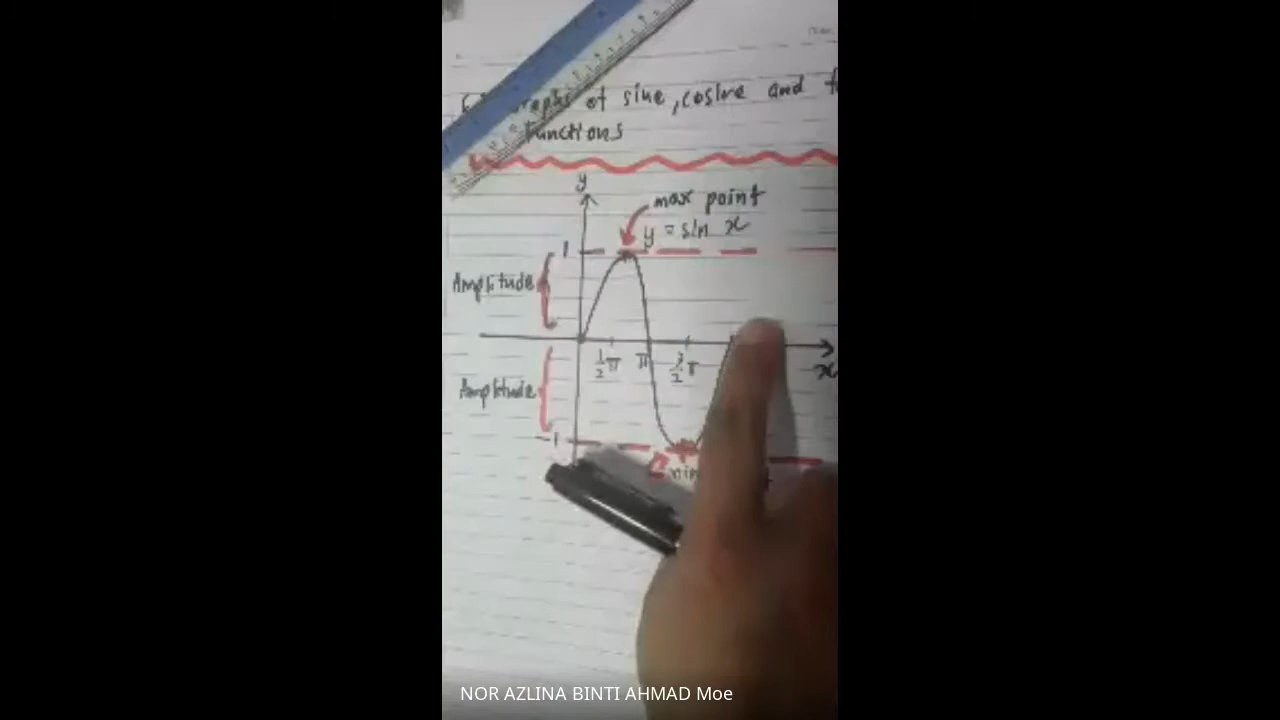 graphs of sine, cosine and
functions
y
max point
y = sin x
1
Amplitude
½π π 3/2 π
x
Amplitude
-1
NOR AZLINA BINTI AHMAD Moe